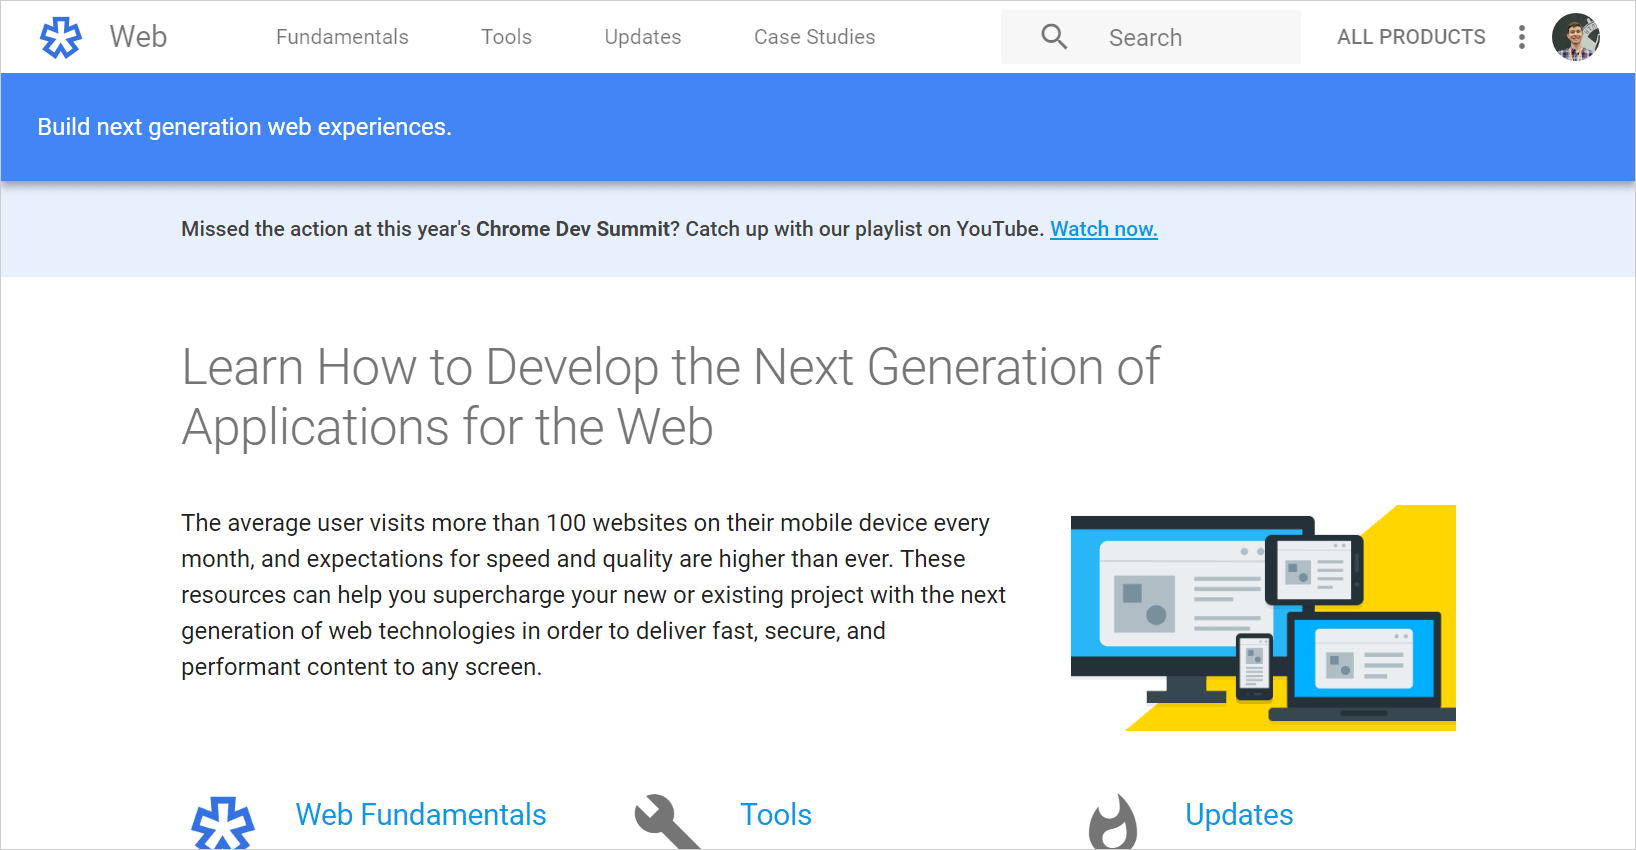 Web
Fundamentals
Tools
Updates
Case Studies
Search
ALL PRODUCTS
Build next generation web experiences.
Missed the action at this year's Chrome Dev Summit? Catch up with our playlist on YouTube. Watch now.
Learn How to Develop the Next Generation of
Applications for the Web
The average user visits more than 100 websites on their mobile device every
month, and expectations for speed and quality are higher than ever. These
resources can help you supercharge your new or existing project with the next
generation of web technologies in order to deliver fast, secure, and
performant content to any screen.
Web Fundamentals
Tools
Updates